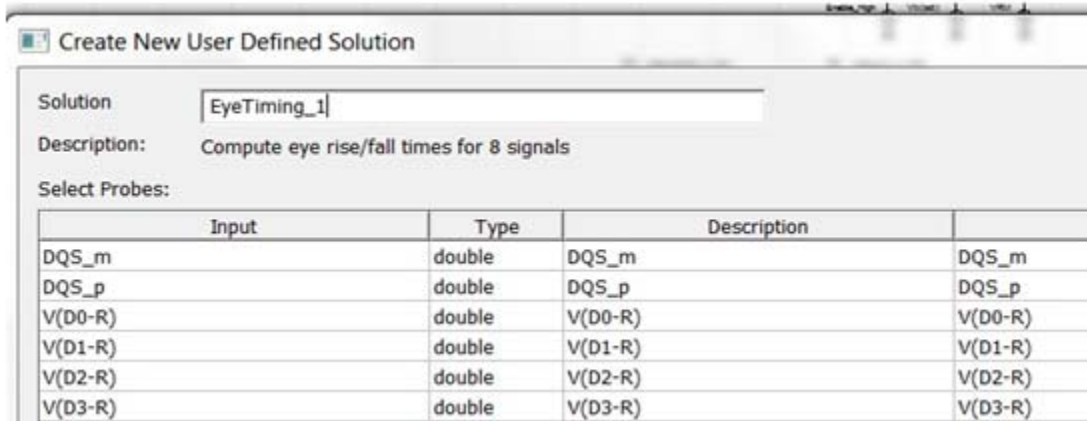 Create New User Defined Solution
Solution EyeTiming_1
Description: Compute eye rise/fall times for 8 signals
Select Probes:
Input Type Description
DQS_m double DQS_m DQS_m
DQS_p double DQS_p DQS_p
V(D0-R) double V(D0-R) V(D0-R)
V(D1-R) double V(D1-R) V(D1-R)
V(D2-R) double V(D2-R) V(D2-R)
V(D3-R) double V(D3-R) V(D3-R)